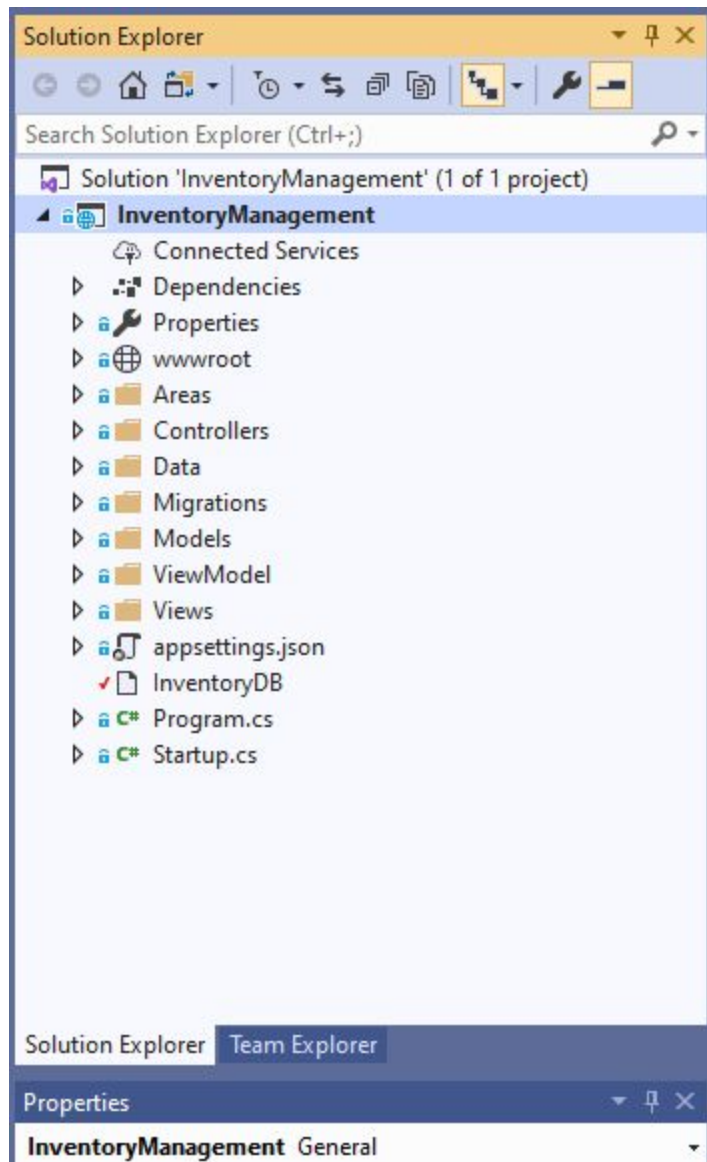 Solution Explorer
Search Solution Explorer (Ctrl+;)
Solution 'InventoryManagement' (1 of 1 project)
InventoryManagement
Connected Services
Dependencies
Properties
wwwroot
Areas
Controllers
Data
Migrations
Models
ViewModel
Views
appsettings.json
InventoryDB
C# Program.cs
C# Startup.cs
Solution Explorer Team Explorer
Properties
InventoryManagement General